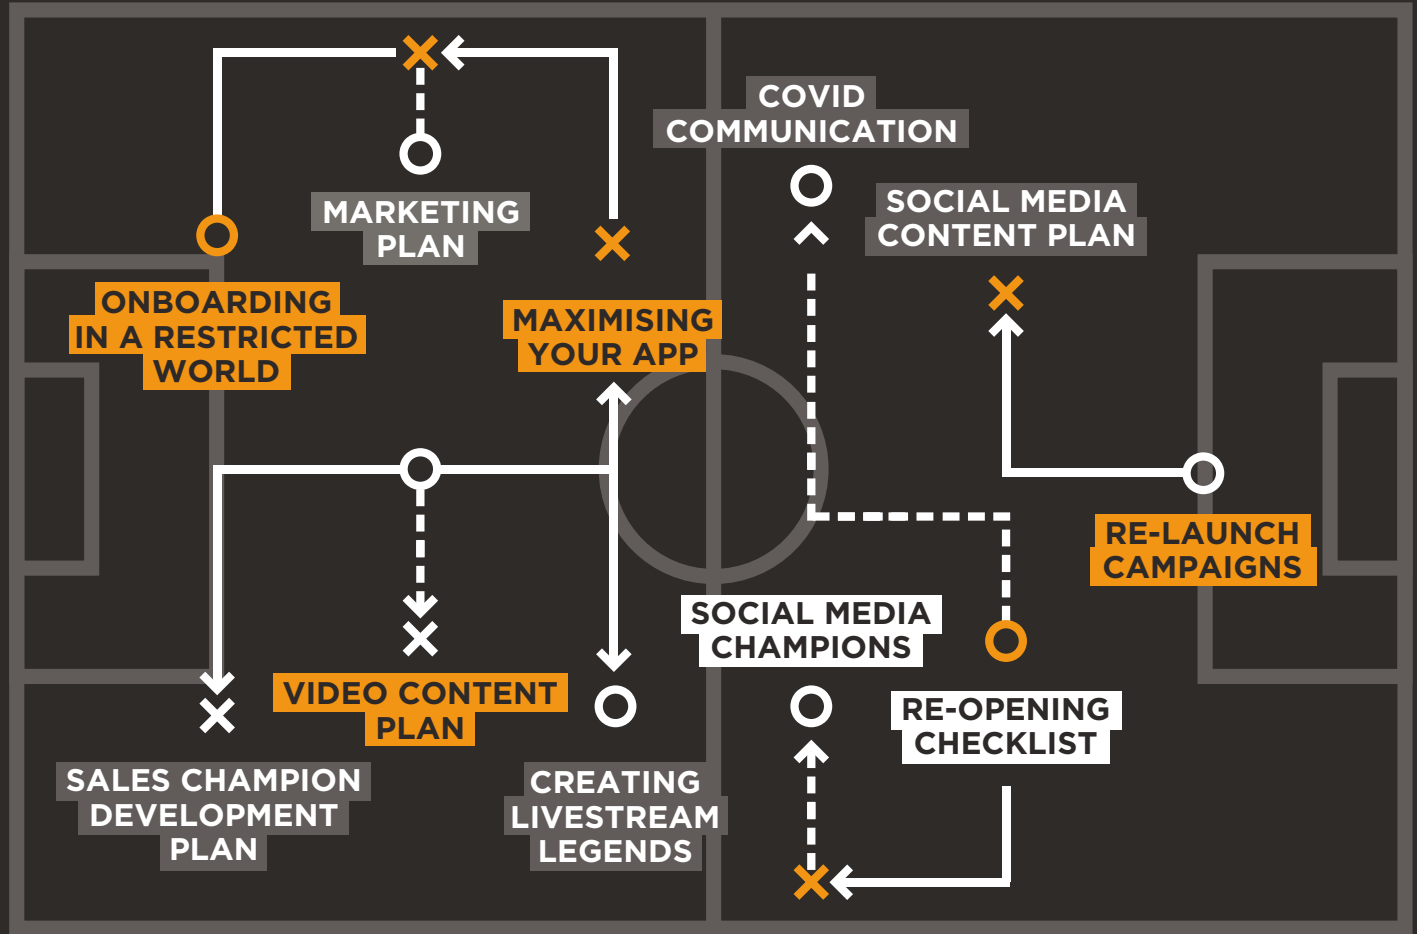 COVID
COMMUNICATION
MARKETING
PLAN
SOCIAL MEDIA
CONTENT PLAN
ONBOARDING
IN A RESTRICTED
WORLD
MAXIMISING
YOUR APP
RE-LAUNCH
CAMPAIGNS
SOCIAL MEDIA
CHAMPIONS
VIDEO CONTENT
PLAN
RE-OPENING
CHECKLIST
SALES CHAMPION
DEVELOPMENT
PLAN
CREATING
LIVESTREAM
LEGENDS